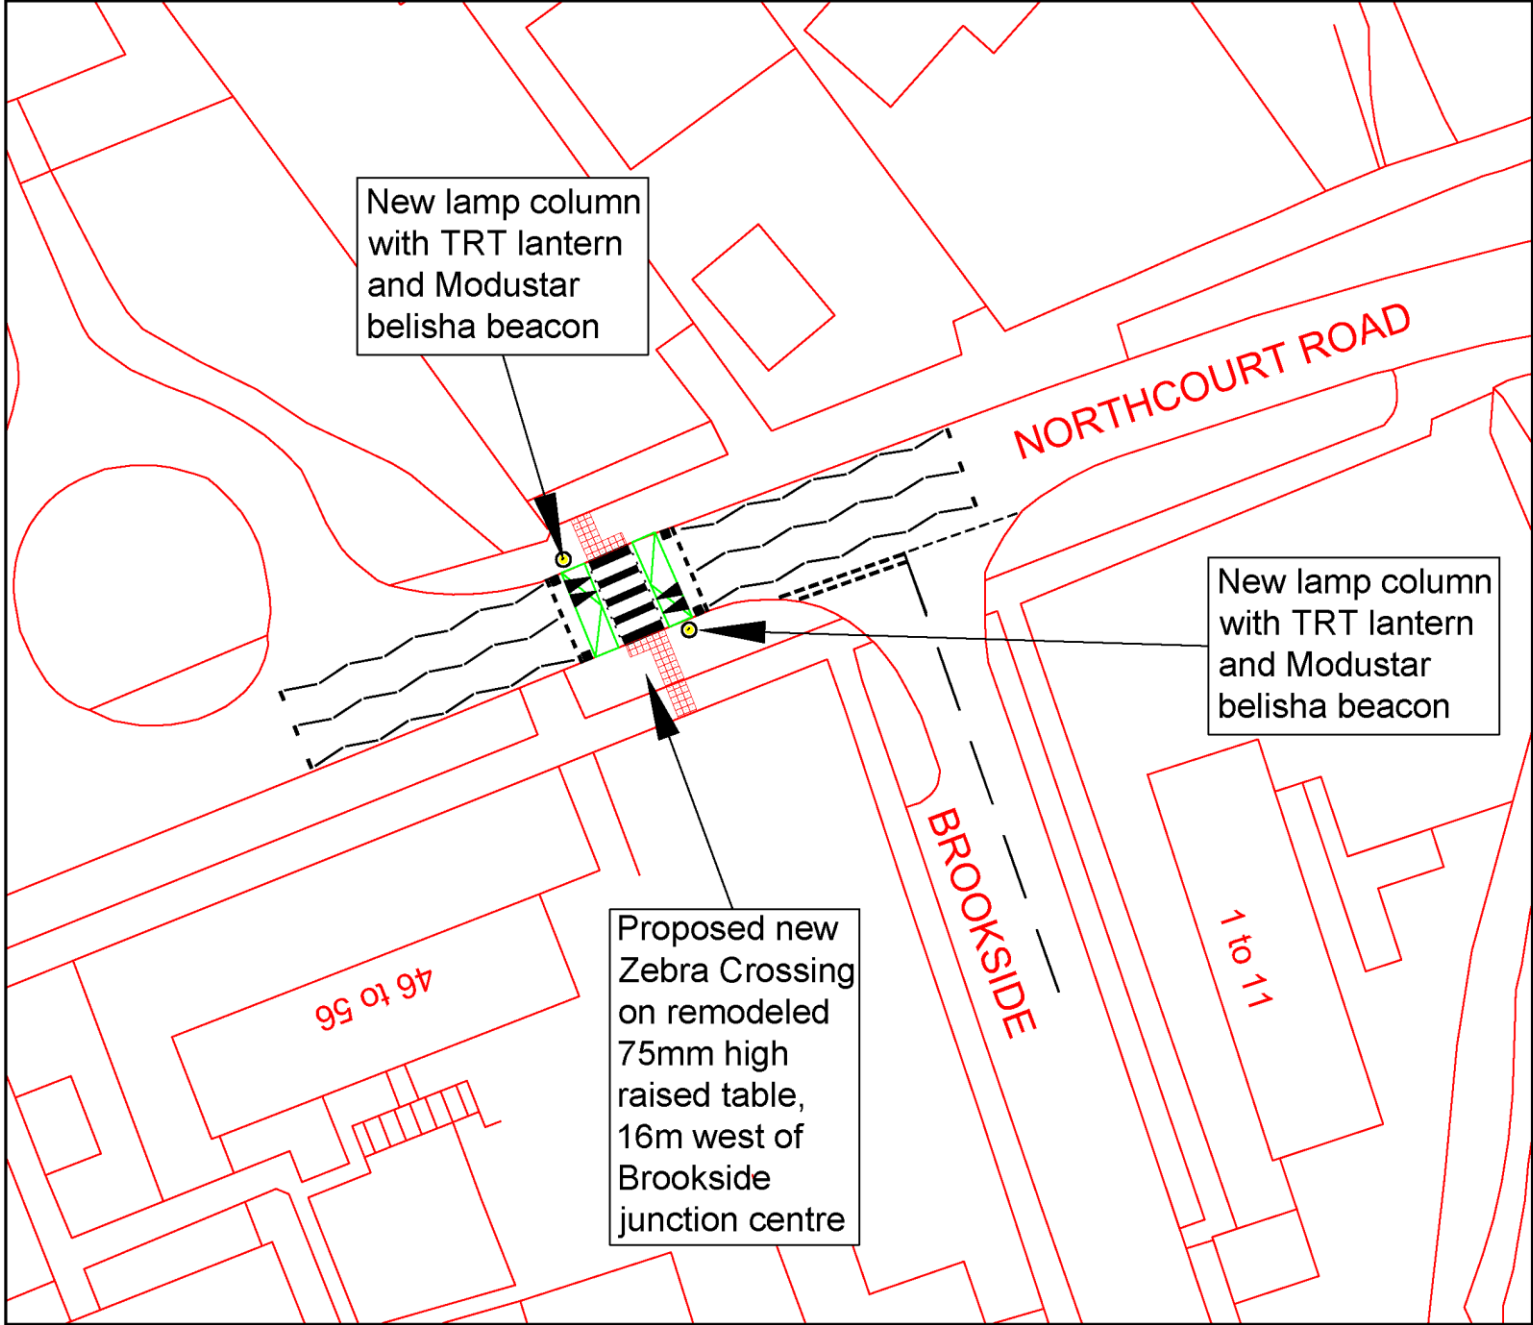 New lamp column
with TRT lantern
and Modustar
belisha beacon
NORTHCOURT ROAD
New lamp column
with TRT lantern
and Modustar
belisha beacon
BROOKSIDE
1 to 11
46 to 56
Proposed new
Zebra Crossing
on remodeled
75mm high
raised table,
16m west of
Brookside
junction centre